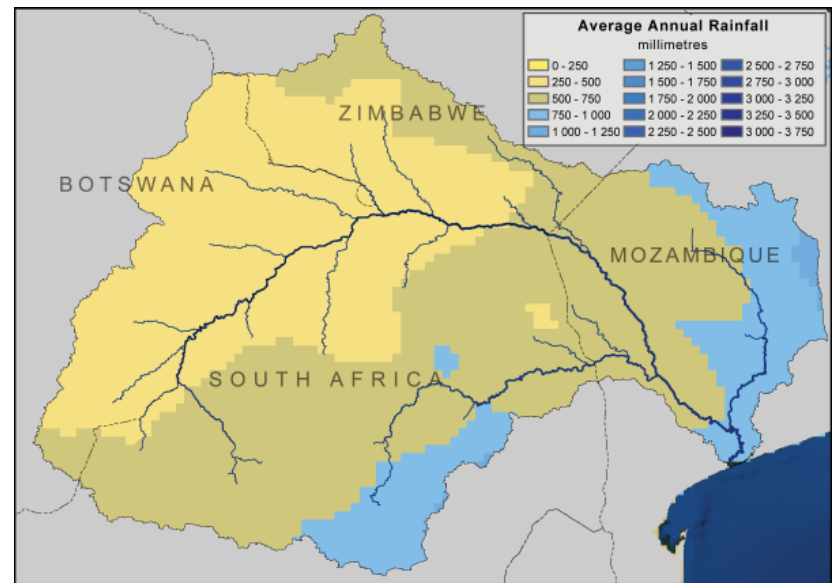 Average Annual Rainfall
millimetres
0 - 250
250 - 500
500 - 750
750 - 1 000
1 000 - 1 250
1 250 - 1 500
1 500 - 1 750
1 750 - 2 000
2 000 - 2 250
2 250 - 2 500
2 500 - 2 750
2 750 - 3 000
3 000 - 3 250
3 250 - 3 500
3 000 - 3 750
ZIMBABWE
BOTSWANA
MOZAMBIQUE
SOUTH AFRICA